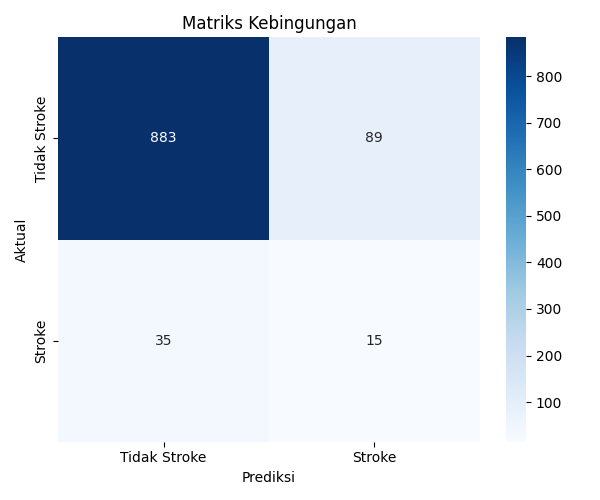 Matriks Kebingungan
Aktual
Tidak Stroke
883
89
Stroke
35
15
Tidak Stroke
Stroke
Prediksi
800
700
600
500
400
300
200
100